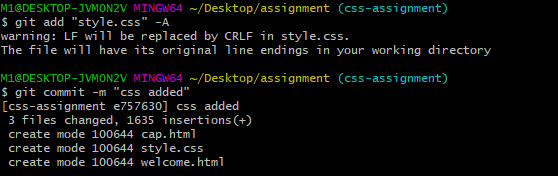 M1@DESKTOP-JVM0N2V MINGW64 ~/Desktop/assignment (css-assignment)
$ git add "style.css" -A
warning: LF will be replaced by CRLF in style.css.
The file will have its original line endings in your working directory
M1@DESKTOP-JVM0N2V MINGW64 ~/Desktop/assignment (css-assignment)
$ git commit -m "css added"
[css-assignment e757630] css added
 3 files changed, 1635 insertions(+)
 create mode 100644 cap.html
 create mode 100644 style.css
 create mode 100644 welcome.html